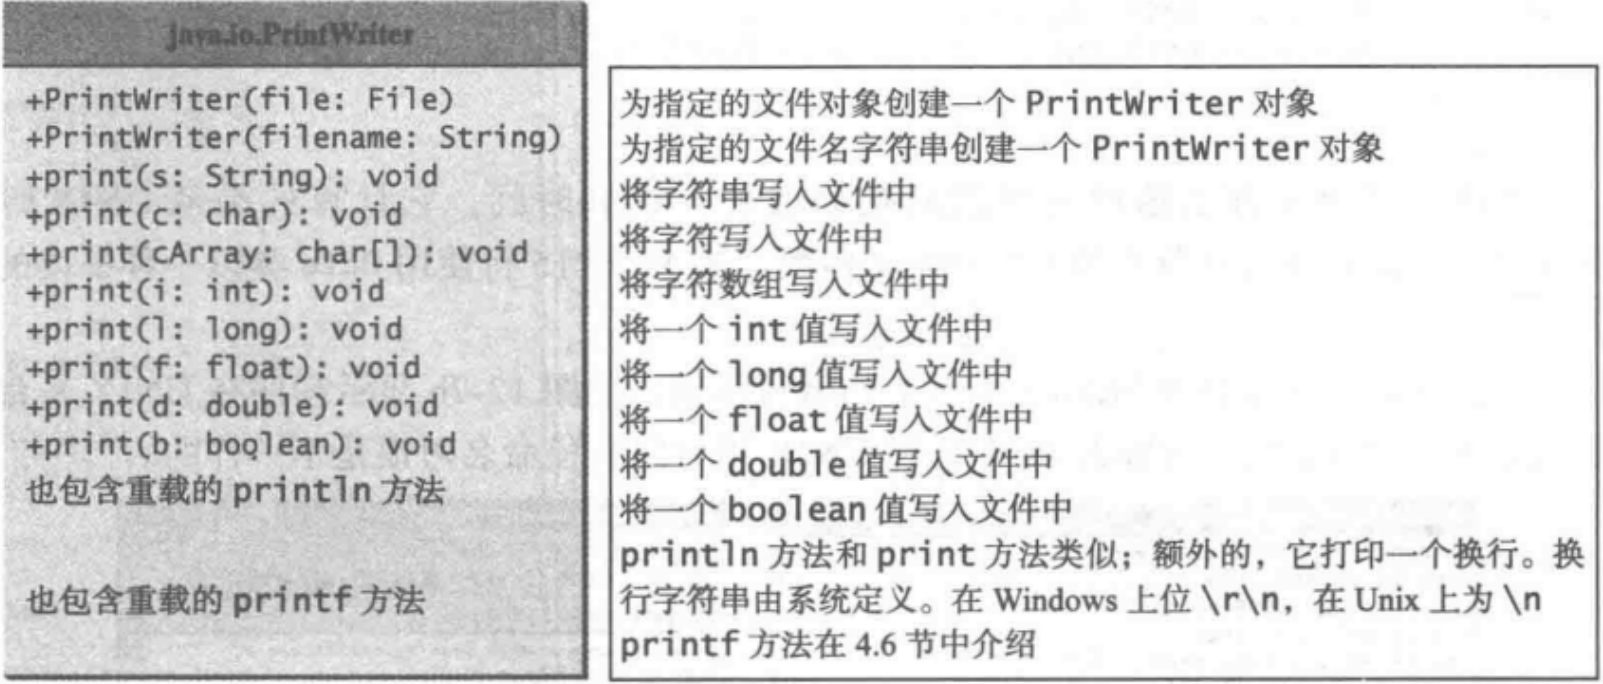 java.io.PrintWriter
+PrintWriter(file: File)
+PrintWriter(filename: String)
+print(s: String): void
+print(c: char): void
+print(cArray: char[]): void
+print(i: int): void
+print(l: long): void
+print(f: float): void
+print(d: double): void
+print(b: boolean): void
也包含重载的 println 方法
也包含重载的 printf 方法
为指定的文件对象创建一个 PrintWriter 对象
为指定的文件名字符串创建一个 PrintWriter 对象
将字符串写入文件中
将字符写入文件中
将字符数组写入文件中
将一个 int 值写入文件中
将一个 long 值写入文件中
将一个 float 值写入文件中
将一个 double 值写入文件中
将一个 boolean 值写入文件中
println 方法和 print 方法类似；额外的，它打印一个换行。换
行字符串由系统定义。在 Windows 上位 \r\n，在 Unix 上为 \n
printf 方法在 4.6 节中介绍